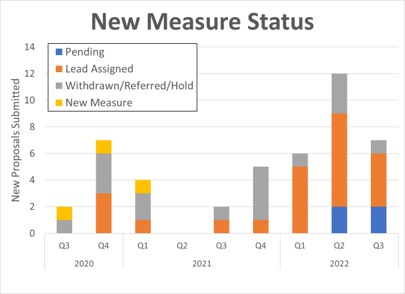 New Measure Status
New Proposals Submitted
14
12
10
8
6
4
2
0
Pending
Lead Assigned
Withdrawn/Referred/Hold
New Measure
Q3 Q4 Q1 Q2 Q3 Q4 Q1 Q2 Q3
2020 2021 2022